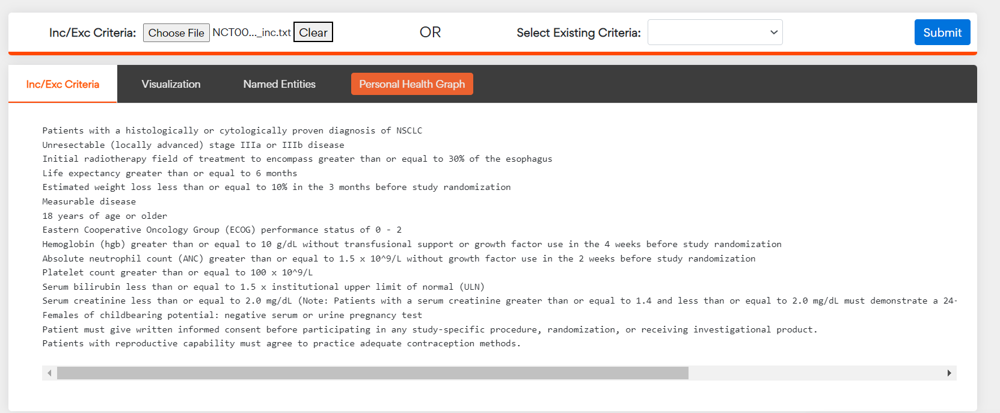 Inc/Exc Criteria: Choose File NCT00..._inc.txt Clear OR Select Existing Criteria: Submit
Inc/Exc Criteria Visualization Named Entities Personal Health Graph
Patients with a histologically or cytologically proven diagnosis of NSCLC
Unresectable (locally advanced) stage IIIa or IIIb disease
Initial radiotherapy field of treatment to encompass greater than or equal to 30% of the esophagus
Life expectancy greater than or equal to 6 months
Estimated weight loss less than or equal to 10% in the 3 months before study randomization
Measurable disease
18 years of age or older
Eastern Cooperative Oncology Group (ECOG) performance status of 0 - 2
Hemoglobin (hgb) greater than or equal to 10 g/dL without transfusional support or growth factor use in the 4 weeks before study randomization
Absolute neutrophil count (ANC) greater than or equal to 1.5 x 10^9/L without growth factor use in the 2 weeks before study randomization
Platelet count greater than or equal to 100 x 10^9/L
Serum bilirubin less than or equal to 1.5 x institutional upper limit of normal (ULN)
Serum creatinine less than or equal to 2.0 mg/dL (Note: Patients with a serum creatinine greater than or equal to 1.4 and less than or equal to 2.0 mg/dL must demonstrate a 24-
Females of childbearing potential: negative serum or urine pregnancy test
Patient must give written informed consent before participating in any study-specific procedure, randomization, or receiving investigational product.
Patients with reproductive capability must agree to practice adequate contraception methods.